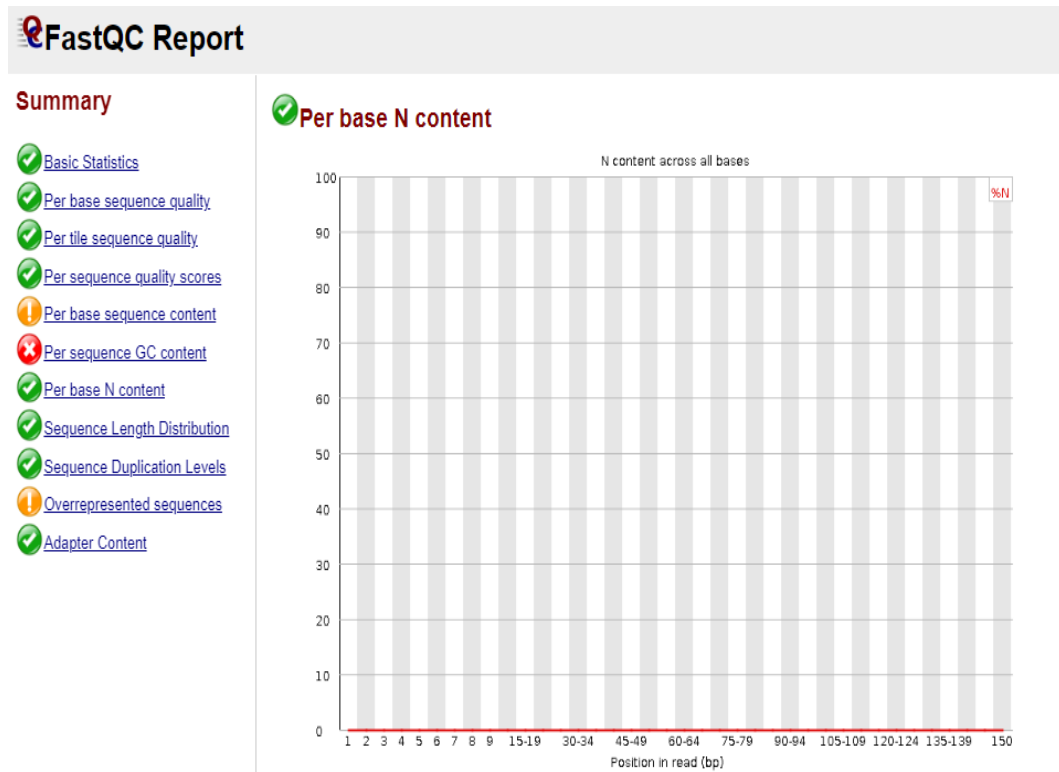 FastQC Report
Summary
Basic Statistics
Per base sequence quality
Per tile sequence quality
Per sequence quality scores
Per base sequence content
Per sequence GC content
Per base N content
Sequence Length Distribution
Sequence Duplication Levels
Overrepresented sequences
Adapter Content
Per base N content
N content across all bases
%N
100
90
80
70
60
50
40
30
20
10
0
1 2 3 4 5 6 7 8 9 15-19 30-34 45-49 60-64 75-79 90-94 105-109 120-124 135-139 150
Position in read (bp)